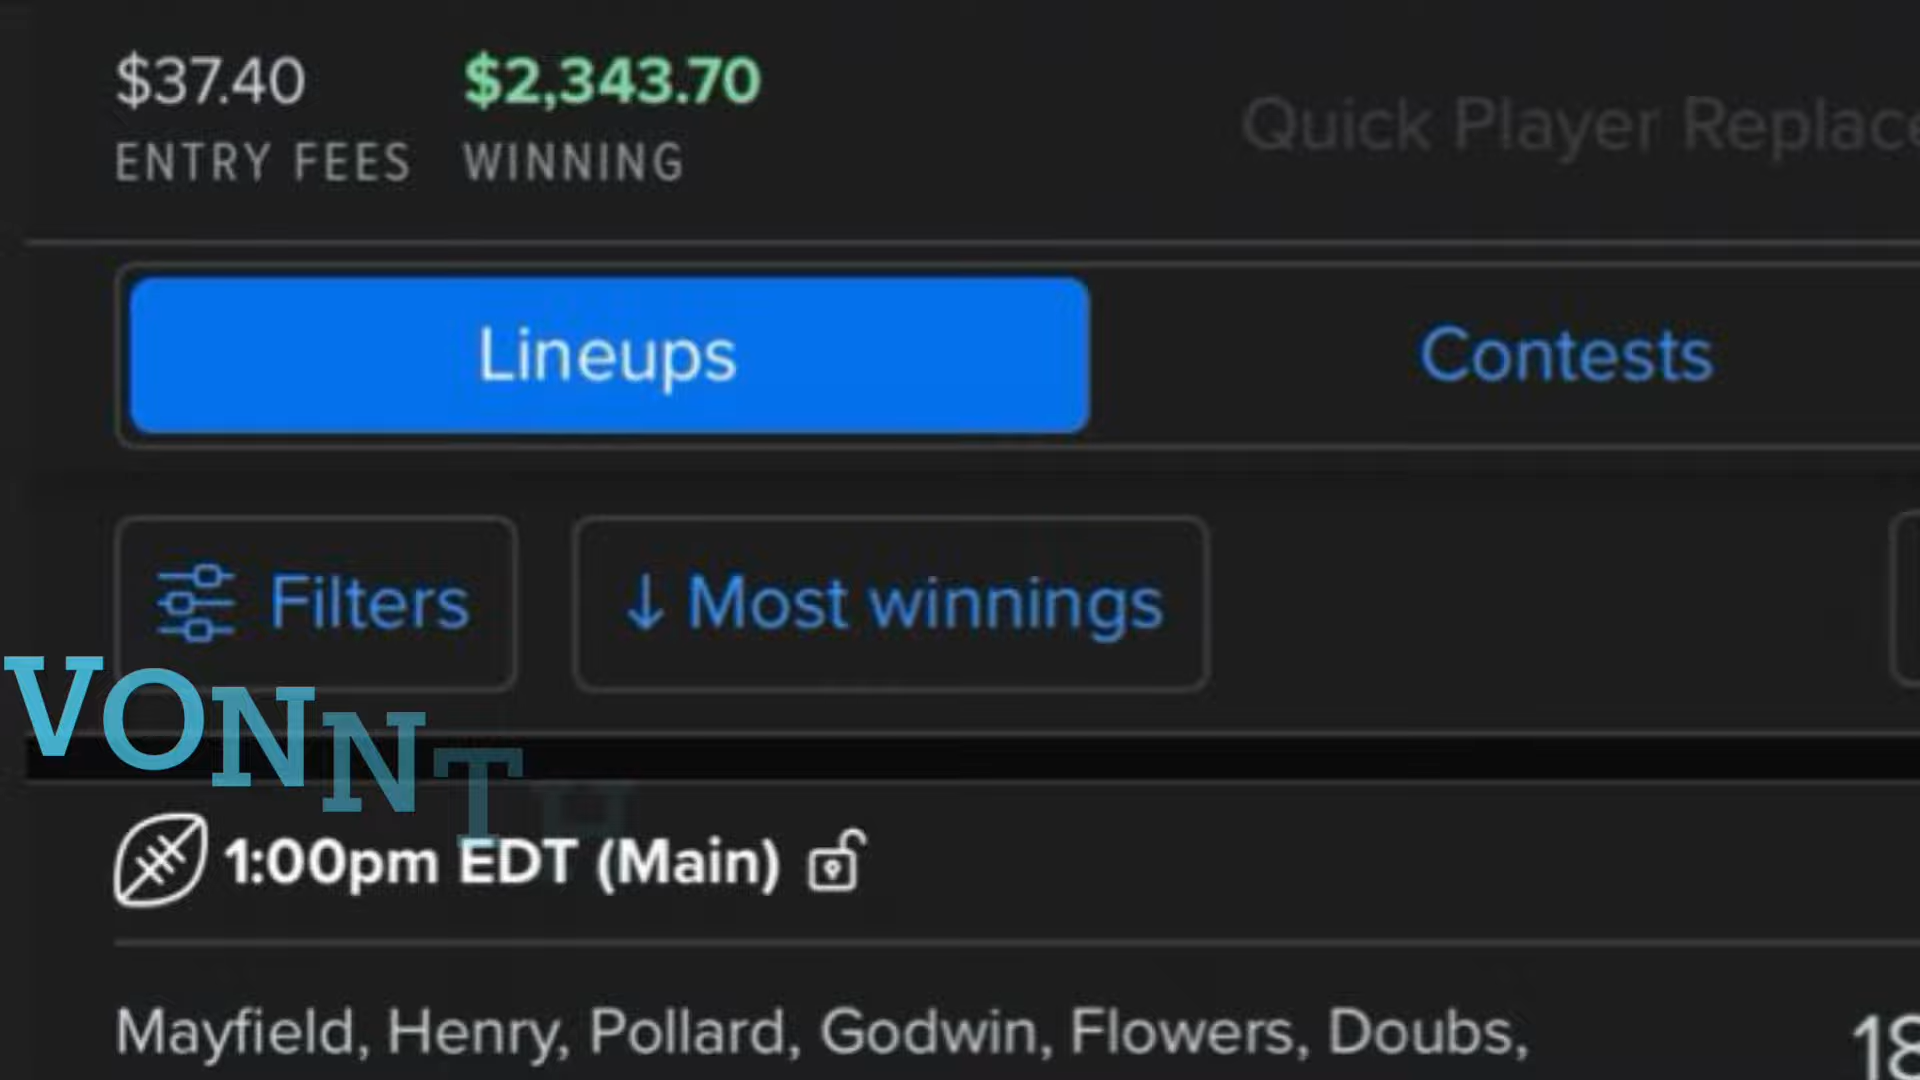 $37.40 $2,343.70
ENTRY FEES WINNING
Quick Player Replace
Lineups Contests
Filters ↓ Most winnings
VONNT
1:00pm EDT (Main)
Mayfield, Henry, Pollard, Godwin, Flowers, Doubs,
18